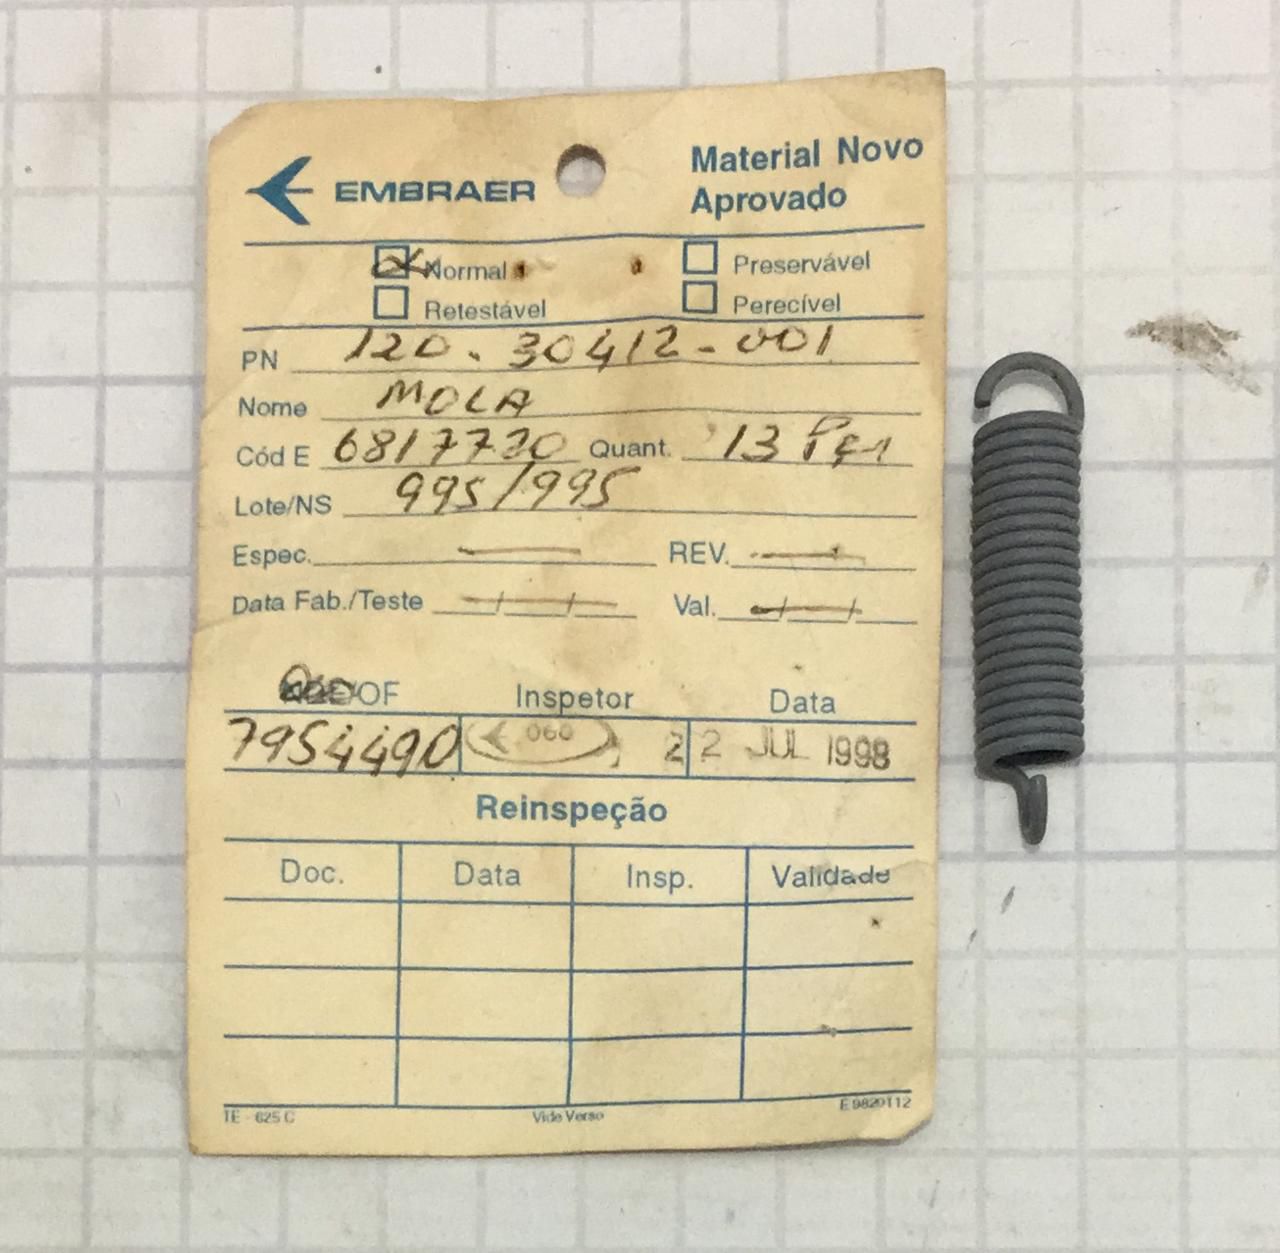 EMBRAER
Material Novo
Aprovado
Normal
Preservável
Retestável
Perecível
PN 120-30412-001
Nome MOLA
Cód E 6817720 Quant. 13 Pçs
Lote/NS 995/995
Espec. REV.
Data Fab./Teste Val.
/OF Inspetor Data
7954490 060 22 JUL 1998
Reinspeção
Doc. Data Insp. Validade
TE - 625 C Vide Verso E9820112